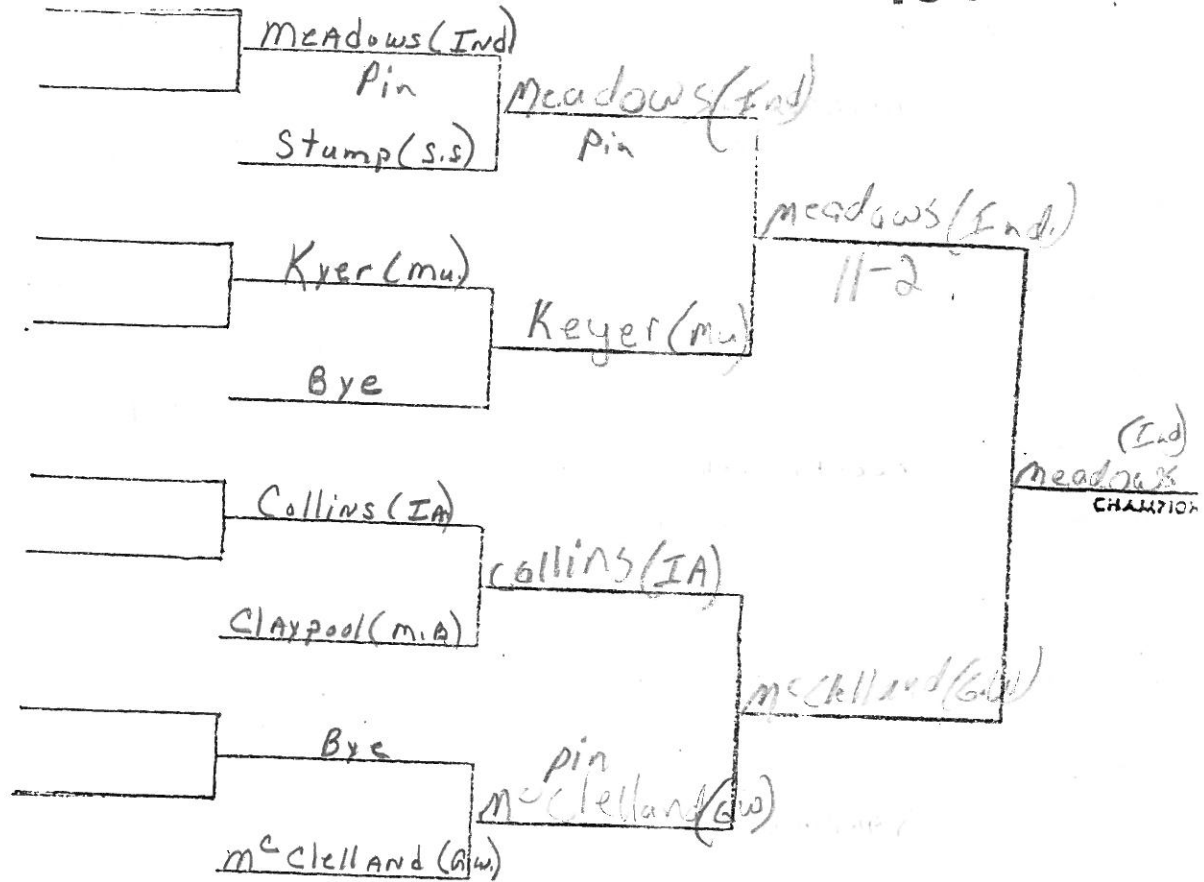 Meadows (Ind)
Pin
Stump (S.S)
Meadows (Ind)
Pin
Kyer (Mu.)
Bye
Keyer (Mu)
Meadows (Ind.)
11-2
Collins (IA)
Claypool (M.B)
Collins (IA)
Bye
McClelland (G.W.)
pin
McClelland (GW)
McClelland (GW)
(Ind)
Meadows
CHAMPION